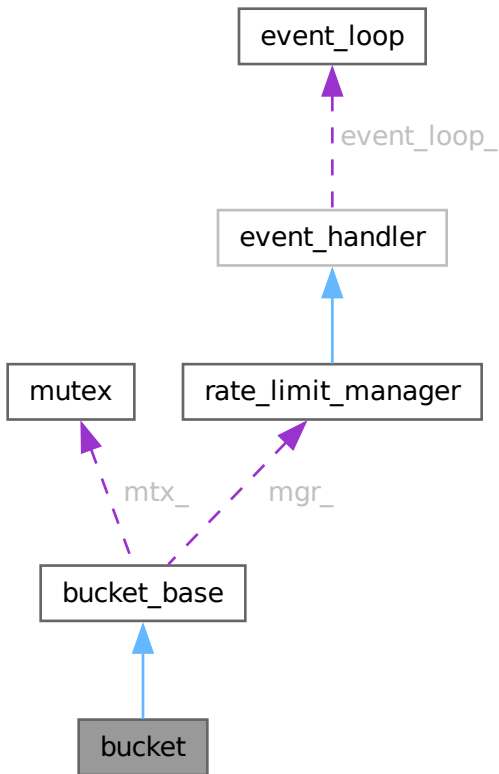 event_loop
event_loop_
event_handler
mutex
rate_limit_manager
mtx_
mgr_
bucket_base
bucket